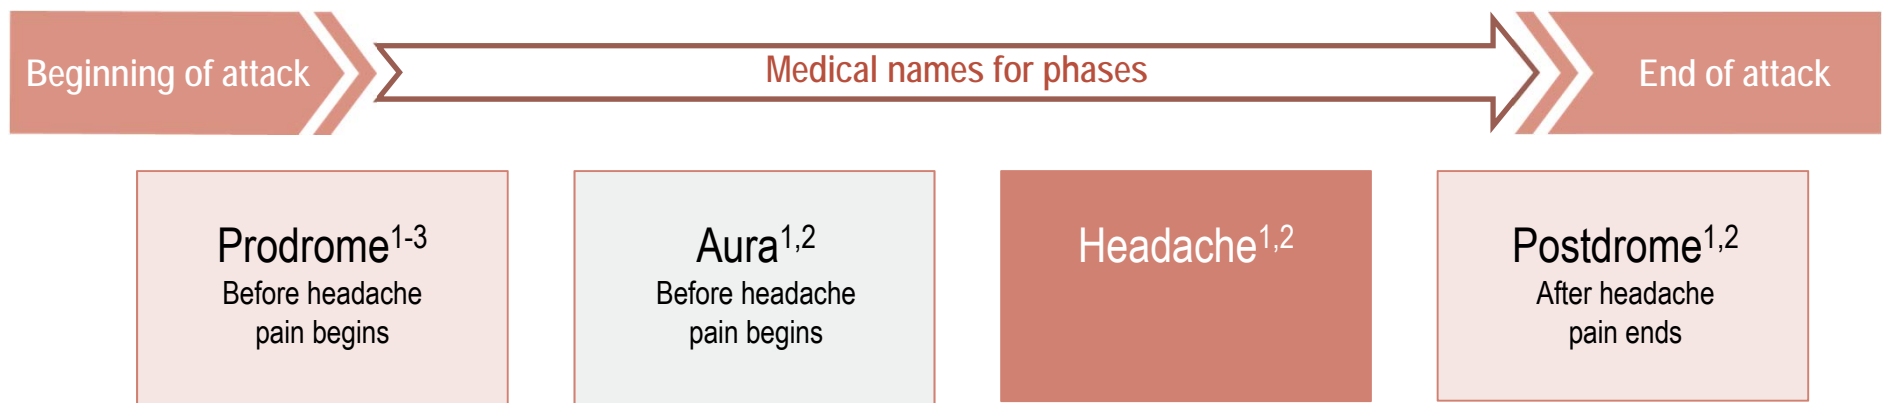 Beginning of attack
Medical names for phases
End of attack
Prodrome1-3
Before headache
pain begins
Aura1,2
Before headache
pain begins
Headache1,2
Postdrome1,2
After headache
pain ends